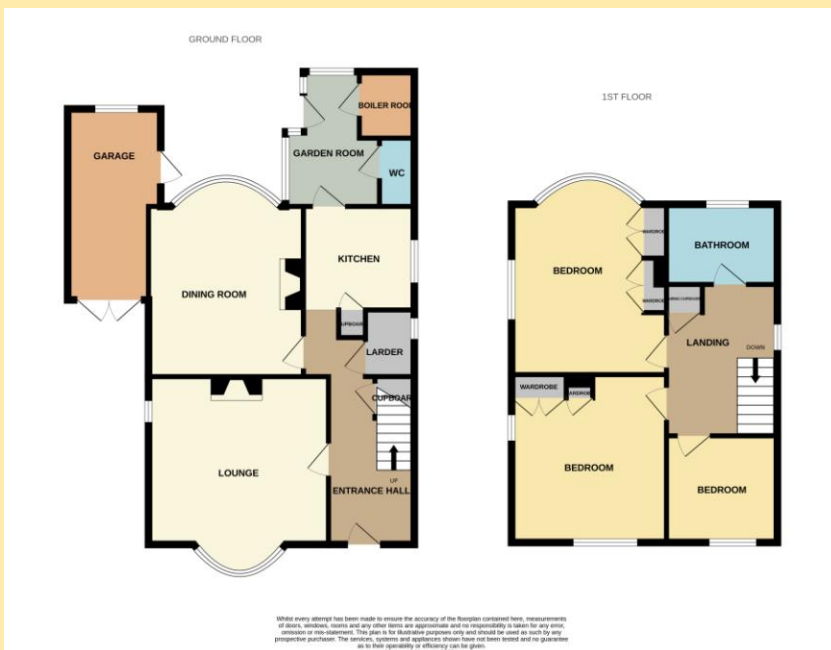 GROUND FLOOR
BOILER ROOM
GARAGE
GARDEN ROOM
WC
KITCHEN
DINING ROOM
LARDER
CUPBOARD
LOUNGE
UP
ENTRANCE HALL
1ST FLOOR
WARDROBE
BATHROOM
BEDROOM
WARDROBE
LANDING
DOWN
WARDROBE
BEDROOM
BEDROOM
Whilst every attempt has been made to ensure the accuracy of the floorplan contained here, measurements
of doors, windows, rooms and any other items are approximate and no responsibility is taken for any error,
omission or mis-statement. This plan is for illustrative purposes only and should be used as such by any
prospective purchaser. The services, systems and appliances shown have not been tested and no guarantee
as to their operability or efficiency can be given.